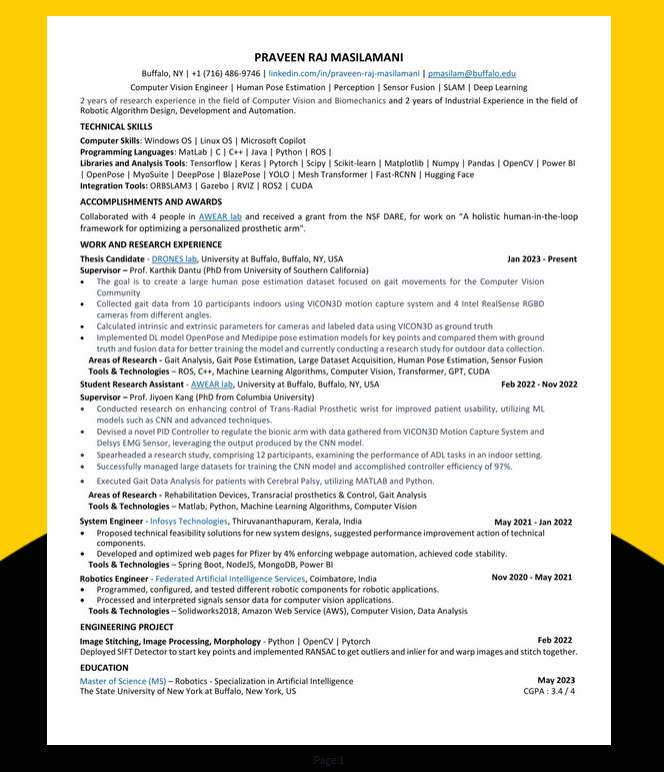 PRAVEEN RAJ MASILAMANI
Buffalo, NY | +1 (716) 486-9746 | linkedin.com/in/praveen-raj-masilamani | pmasilam@buffalo.edu
Computer Vision Engineer | Human Pose Estimation | Perception | Sensor Fusion | SLAM | Deep Learning
2 years of research experience in the field of Computer Vision and Biomechanics and 2 years of Industrial Experience in the field of
Robotic Algorithm Design, Development and Automation.
TECHNICAL SKILLS
Computer Skills: Windows OS | Linux OS | Microsoft Copilot
Programming Languages: MatLab | C | C++ | Java | Python | ROS |
Libraries and Analysis Tools: Tensorflow | Keras | Pytorch | Scipy | Scikit-learn | Matplotlib | Numpy | Pandas | OpenCV | Power BI
| OpenPose | MyoSuite | DeepPose | BlazePose | YOLO | Mesh Transformer | Fast-RCNN | Hugging Face
Integration Tools: ORBSLAM3 | Gazebo | RVIZ | ROS2 | CUDA
ACCOMPLISHMENTS AND AWARDS
Collaborated with 4 people in AWEAR lab and received a grant from the NSF DARE, for work on "A holistic human-in-the-loop
framework for optimizing a personalized prosthetic arm".
WORK AND RESEARCH EXPERIENCE
Thesis Candidate - DRONES lab, University at Buffalo, Buffalo, NY, USA Jan 2023 - Present
Supervisor – Prof. Karthik Dantu (PhD from University of Southern California)
• The goal is to create a large human pose estimation dataset focused on gait movements for the Computer Vision
Community
• Collected gait data from 10 participants indoors using VICON3D motion capture system and 4 Intel RealSense RGBD
cameras from different angles.
• Calculated intrinsic and extrinsic parameters for cameras and labeled data using VICON3D as ground truth
• Implemented DL model OpenPose and Medipipe pose estimation models for key points and compared them with ground
truth and fusion data for better training the model and currently conducting a research study for outdoor data collection.
Areas of Research - Gait Analysis, Gait Pose Estimation, Large Dataset Acquisition, Human Pose Estimation, Sensor Fusion
Tools & Technologies – ROS, C++, Machine Learning Algorithms, Computer Vision, Transformer, GPT, CUDA
Student Research Assistant - AWEAR lab, University at Buffalo, Buffalo, NY, USA Feb 2022 - Nov 2022
Supervisor – Prof. Jiyoen Kang (PhD from Columbia University)
• Conducted research on enhancing control of Trans-Radial Prosthetic wrist for improved patient usability, utilizing ML
models such as CNN and advanced techniques.
• Devised a novel PID Controller to regulate the bionic arm with data gathered from VICON3D Motion Capture System and
Delsys EMG Sensor, leveraging the output produced by the CNN model.
• Spearheaded a research study, comprising 12 participants, examining the performance of ADL tasks in an indoor setting.
• Successfully managed large datasets for training the CNN model and accomplished controller efficiency of 97%.
• Executed Gait Data Analysis for patients with Cerebral Palsy, utilizing MATLAB and Python.
Areas of Research - Rehabilitation Devices, Transracial prosthetics & Control, Gait Analysis
Tools & Technologies – Matlab, Python, Machine Learning Algorithms, Computer Vision
System Engineer - Infosys Technologies, Thiruvananthapuram, Kerala, India May 2021 - Jan 2022
• Proposed technical feasibility solutions for new system designs, suggested performance improvement action of technical
components.
• Developed and optimized web pages for Pfizer by 4% enforcing webpage automation, achieved code stability.
Tools & Technologies – Spring Boot, NodeJS, MongoDB, Power BI
Robotics Engineer - Federated Artificial Intelligence Services, Coimbatore, India Nov 2020 - May 2021
• Programmed, configured, and tested different robotic components for robotic applications.
• Processed and interpreted signals sensor data for computer vision applications.
Tools & Technologies – Solidworks2018, Amazon Web Service (AWS), Computer Vision, Data Analysis
ENGINEERING PROJECT
Image Stitching, Image Processing, Morphology - Python | OpenCV | Pytorch Feb 2022
Deployed SIFT Detector to start key points and implemented RANSAC to get outliers and inlier for and warp images and stitch together.
EDUCATION
Master of Science (MS) – Robotics - Specialization in Artificial Intelligence May 2023
The State University of New York at Buffalo, New York, US CGPA : 3.4 / 4
Page 1